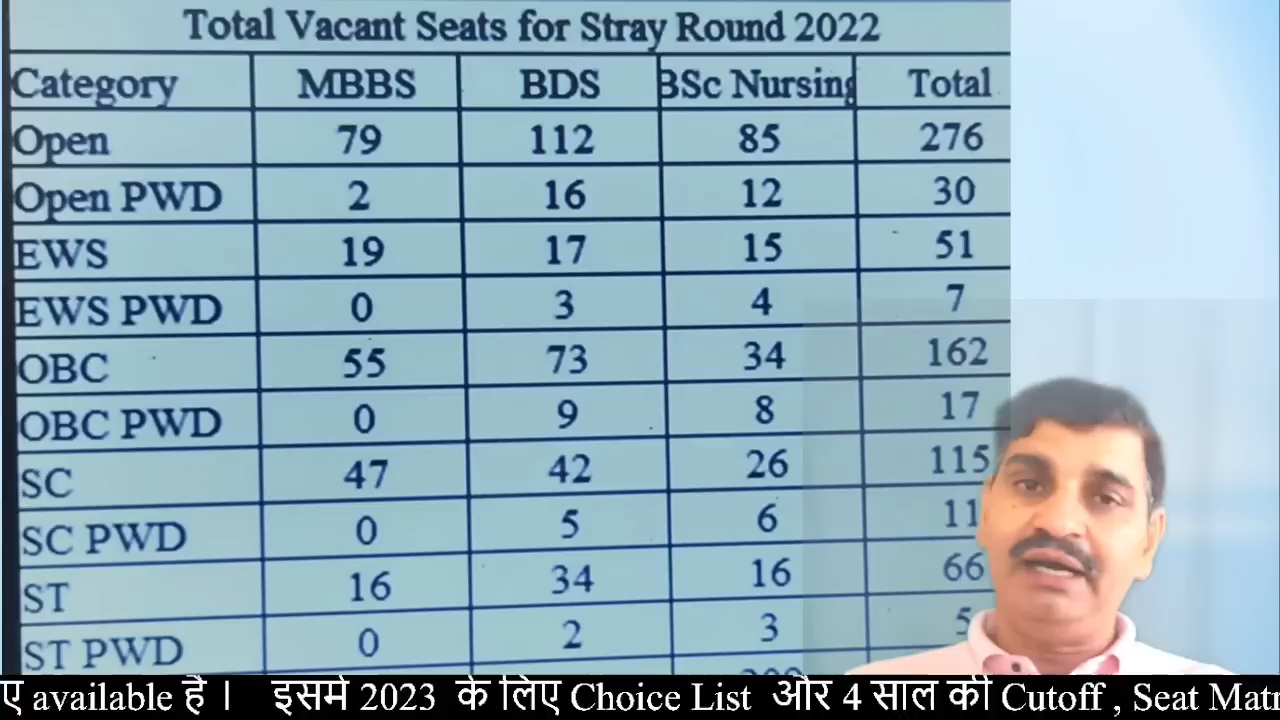 Total Vacant Seats for Stray Round 2022
Category MBBS BDS BSc Nursing Total
Open 79 112 85 276
Open PWD 2 16 12 30
EWS 19 17 15 51
EWS PWD 0 3 4 7
OBC 55 73 34 162
OBC PWD 0 9 8 17
SC 47 42 26 115
SC PWD 0 5 6 11
ST 16 34 16 66
ST PWD 0 2 3 5
ए available है । इसमें 2023 के लिए Choice List और 4 साल की Cutoff , Seat Matr